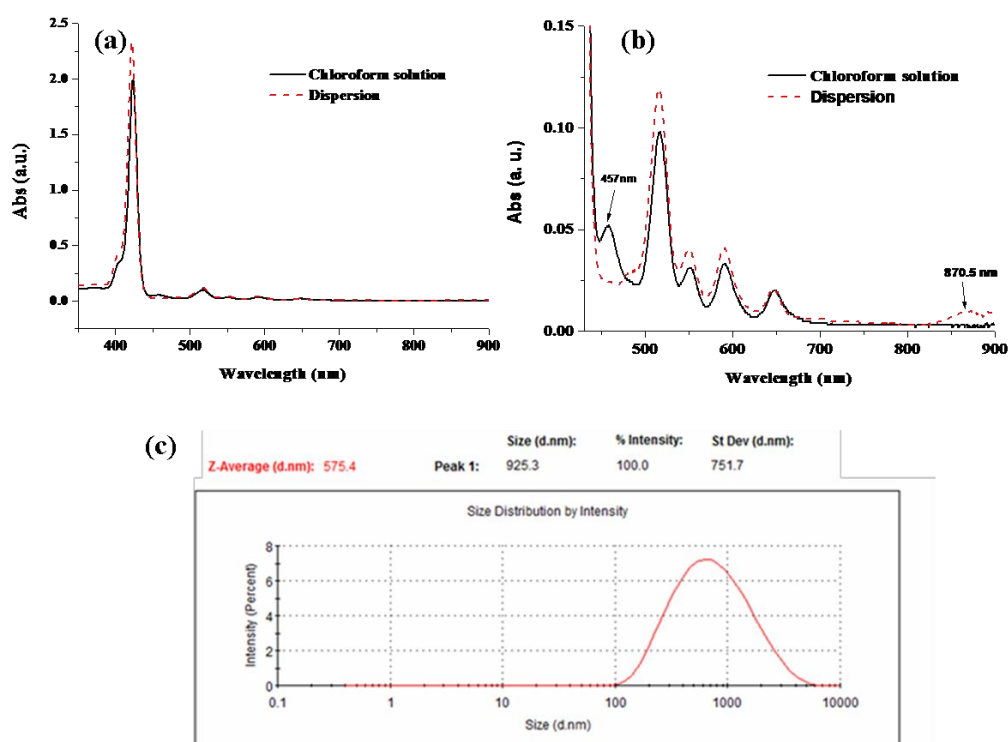 (a)
2.5
2.0
1.5
1.0
0.5
0.0
Abs (a.u.)
Chloroform solution
Dispersion
400 500 600 700 800 900
Wavelength (nm)
(b)
0.15
0.10
0.05
0.00
Abs (a. u.)
Chloroform solution
Dispersion
457nm
870.5 nm
500 600 700 800 900
Wavelength (nm)
(c)
Size (d.nm): % Intensity: St Dev (d.nm):
Z-Average (d.nm): 575.4 Peak 1: 925.3 100.0 751.7
Size Distribution by Intensity
8
6
4
2
0
Intensity (Percent)
0.1 1 10 100 1000 10000
Size (d.nm)